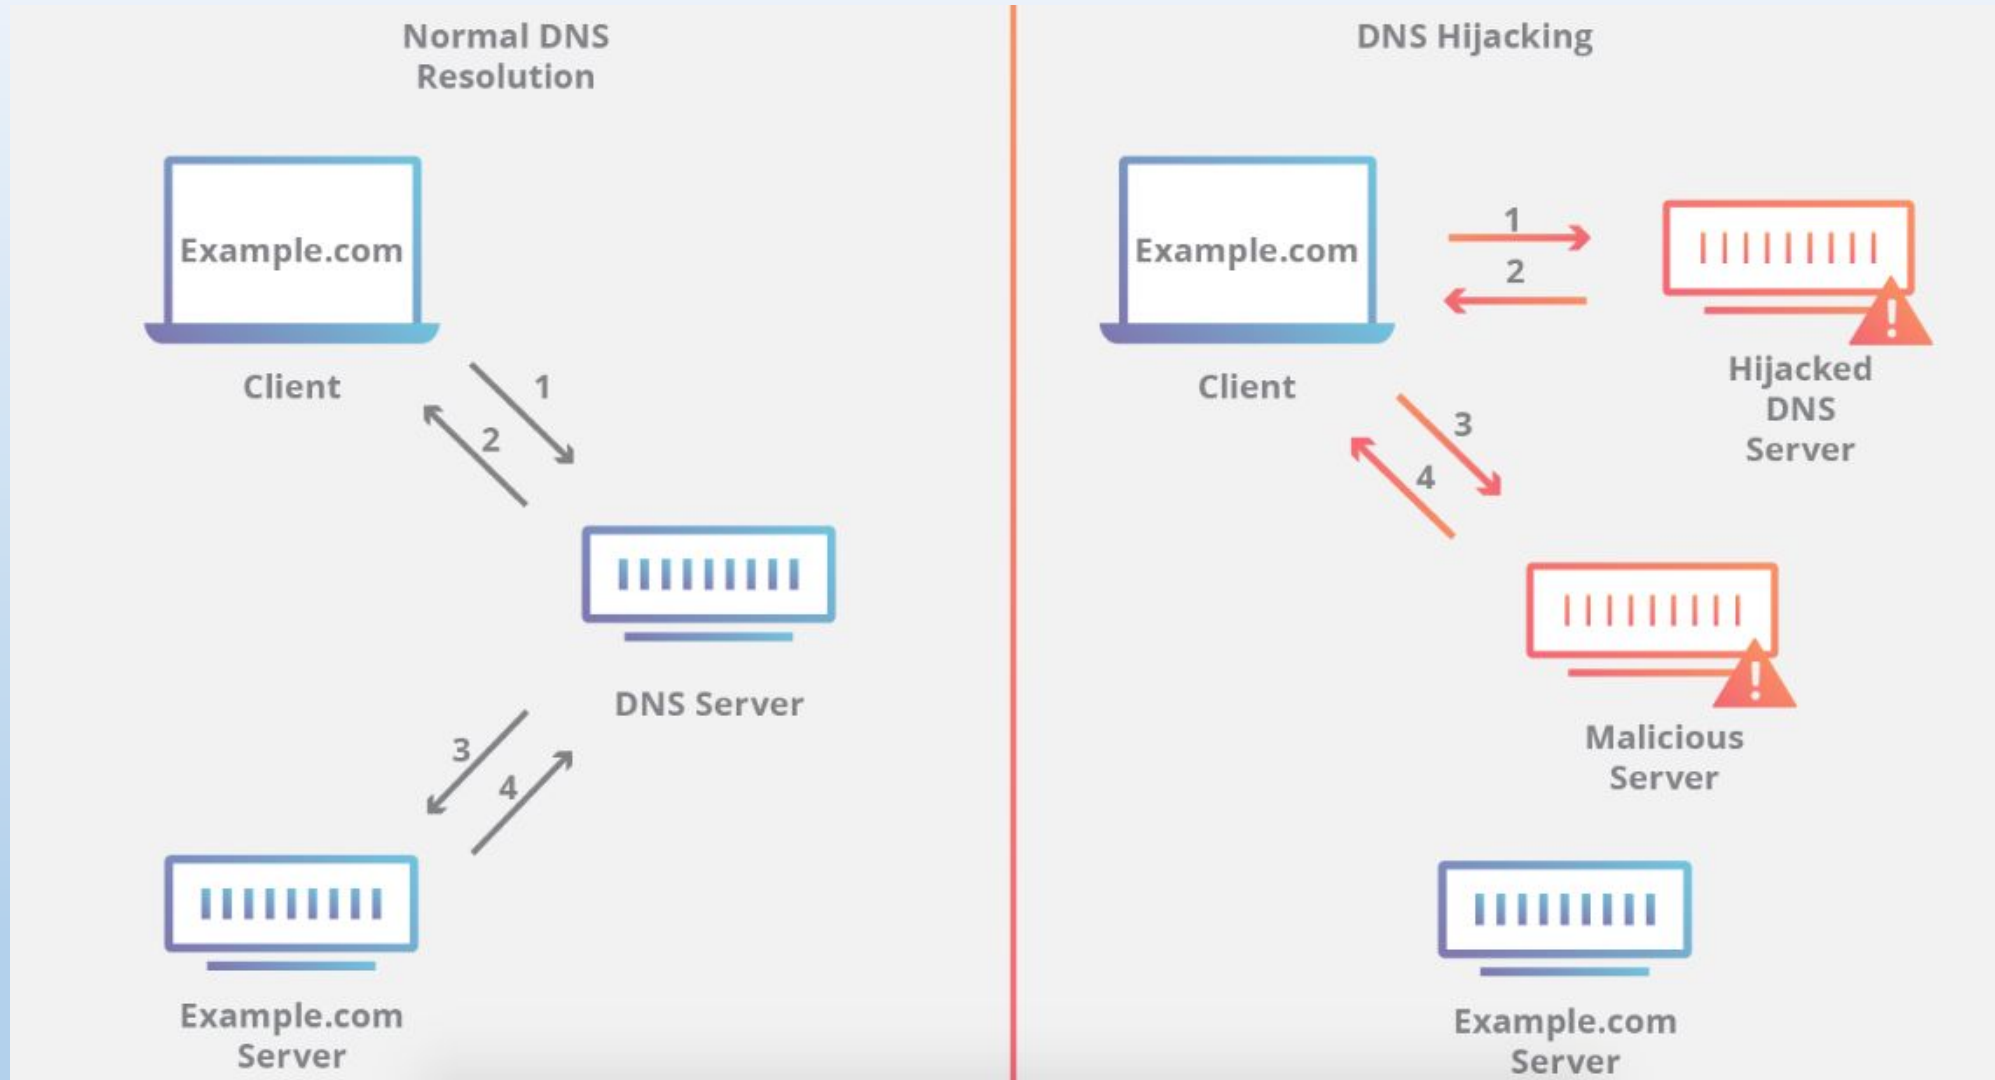 Normal DNS
Resolution
Example.com
Client
1
2
DNS Server
3
4
Example.com
Server
DNS Hijacking
Example.com
Client
1
2
Hijacked
DNS
Server
3
4
Malicious
Server
Example.com
Server